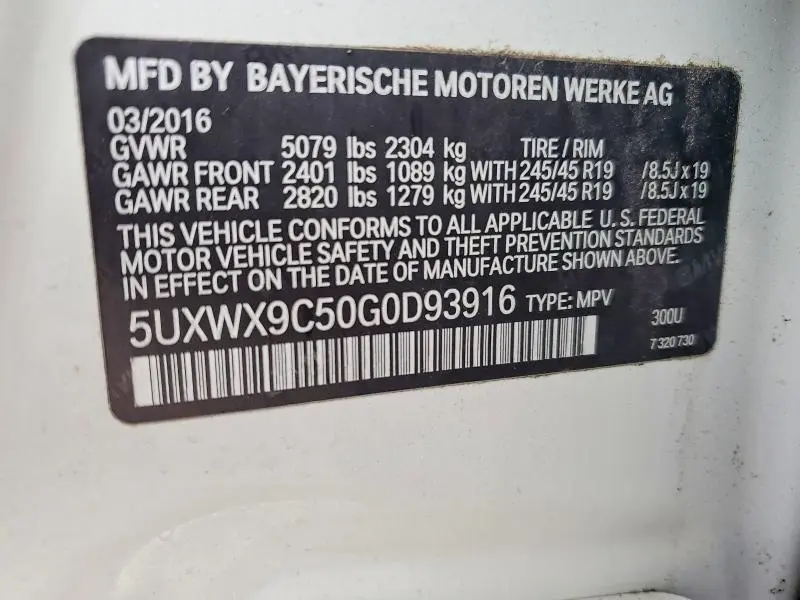 MFD BY BAYERISCHE MOTOREN WERKE AG
03/2016
GVWR 5079 lbs 2304 kg TIRE / RIM
GAWR FRONT 2401 lbs 1089 kg WITH 245/45 R19 /8.5J x 19
GAWR REAR 2820 lbs 1279 kg WITH 245/45 R19 /8.5J x 19
THIS VEHICLE CONFORMS TO ALL APPLICABLE U. S. FEDERAL
MOTOR VEHICLE SAFETY AND THEFT PREVENTION STANDARDS
IN EFFECT ON THE DATE OF MANUFACTURE SHOWN ABOVE.
5UXWX9C50G0D93916 TYPE: MPV 300U
7 320 730